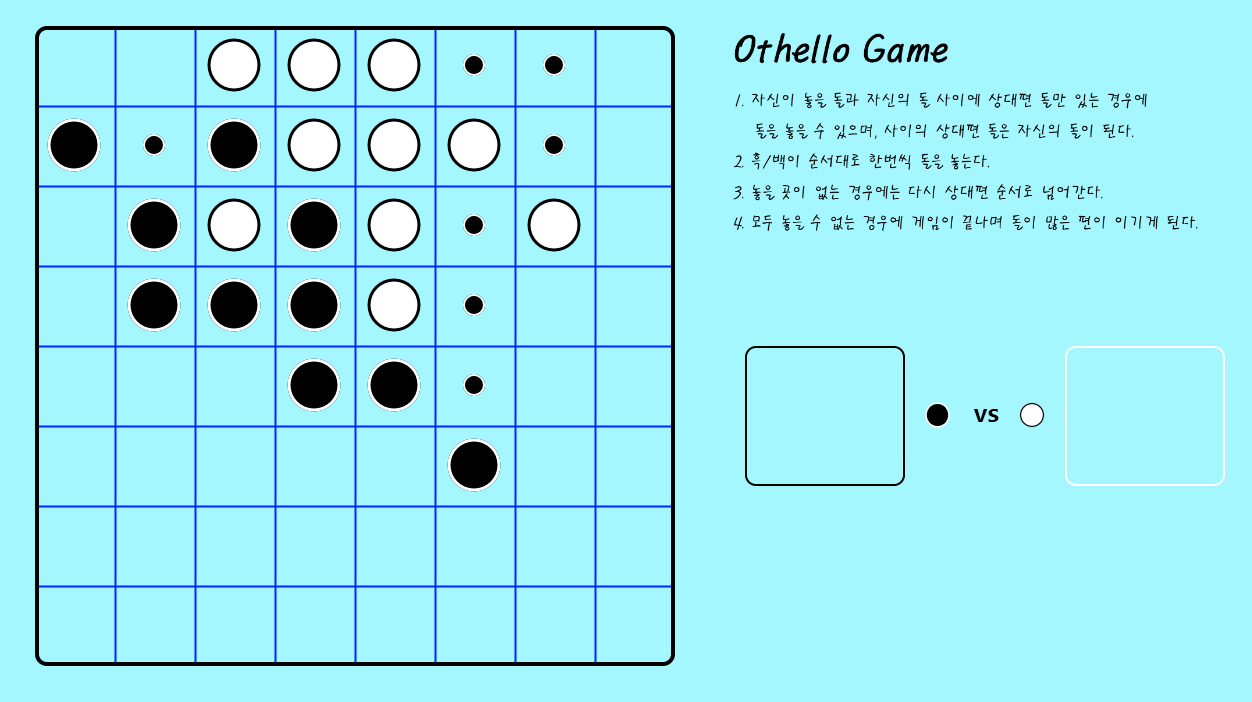 Othello Game
1. 자신이 놓을 돌과 자신의 돌 사이에 상대편 돌만 있는 경우에
돌을 놓을 수 있으며, 사이의 상대편 돌은 자신의 돌이 된다.
2. 흑/백이 순서대로 한번씩 돌을 놓는다.
3. 놓을 곳이 없는 경우에는 다시 상대편 순서로 넘어간다.
4. 모두 놓을 수 없는 경우에 게임이 끝나며 돌이 많은 편이 이기게 된다.
VS